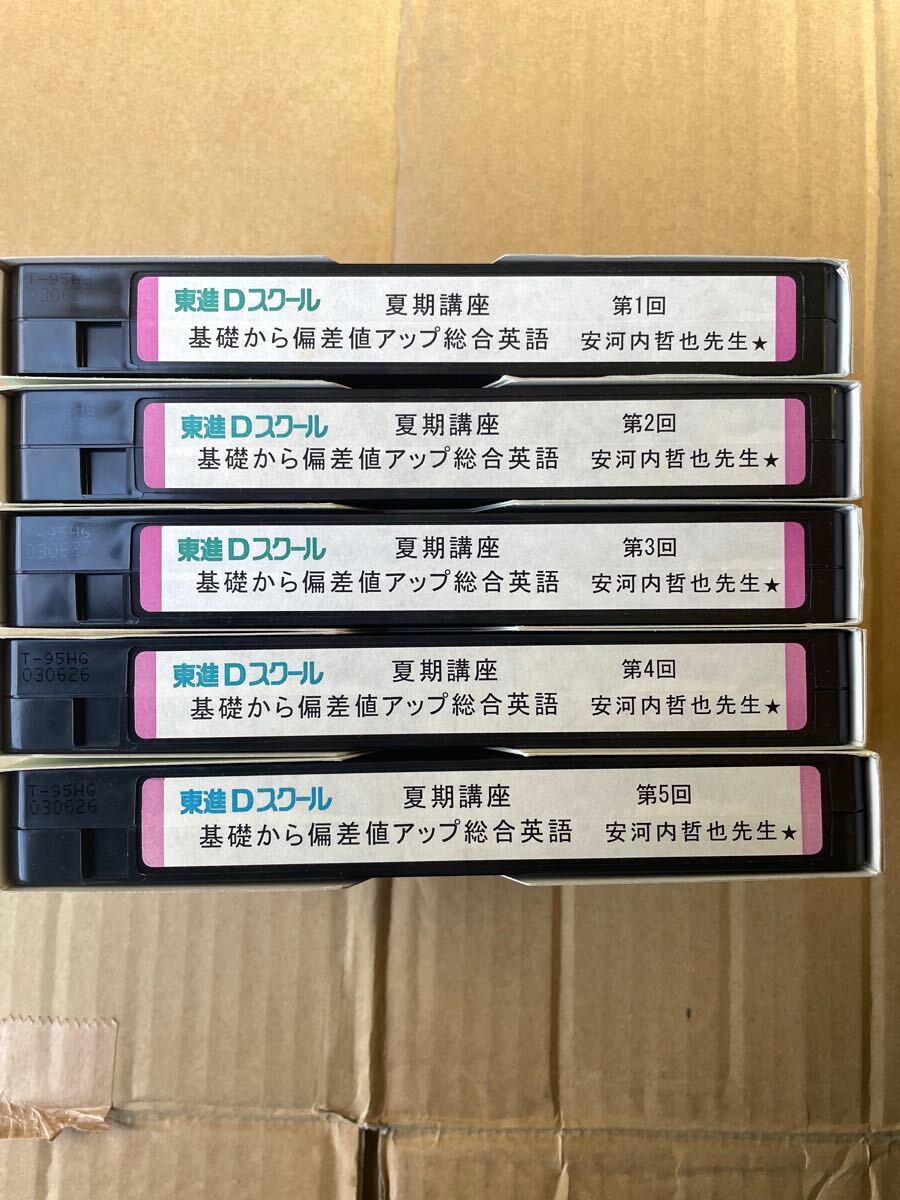 T-95HG
東進Dスクール 夏期講座 第1回
基礎から偏差値アップ総合英語 安河内哲也先生★
東進Dスクール 夏期講座 第2回
基礎から偏差値アップ総合英語 安河内哲也先生★
-95HG
030627
東進Dスクール 夏期講座 第3回
基礎から偏差値アップ総合英語 安河内哲也先生★
T-95HG
030626
東進Dスクール 夏期講座 第4回
基礎から偏差値アップ総合英語 安河内哲也先生★
T-95HG
030626
東進Dスクール 夏期講座 第5回
基礎から偏差値アップ総合英語 安河内哲也先生★